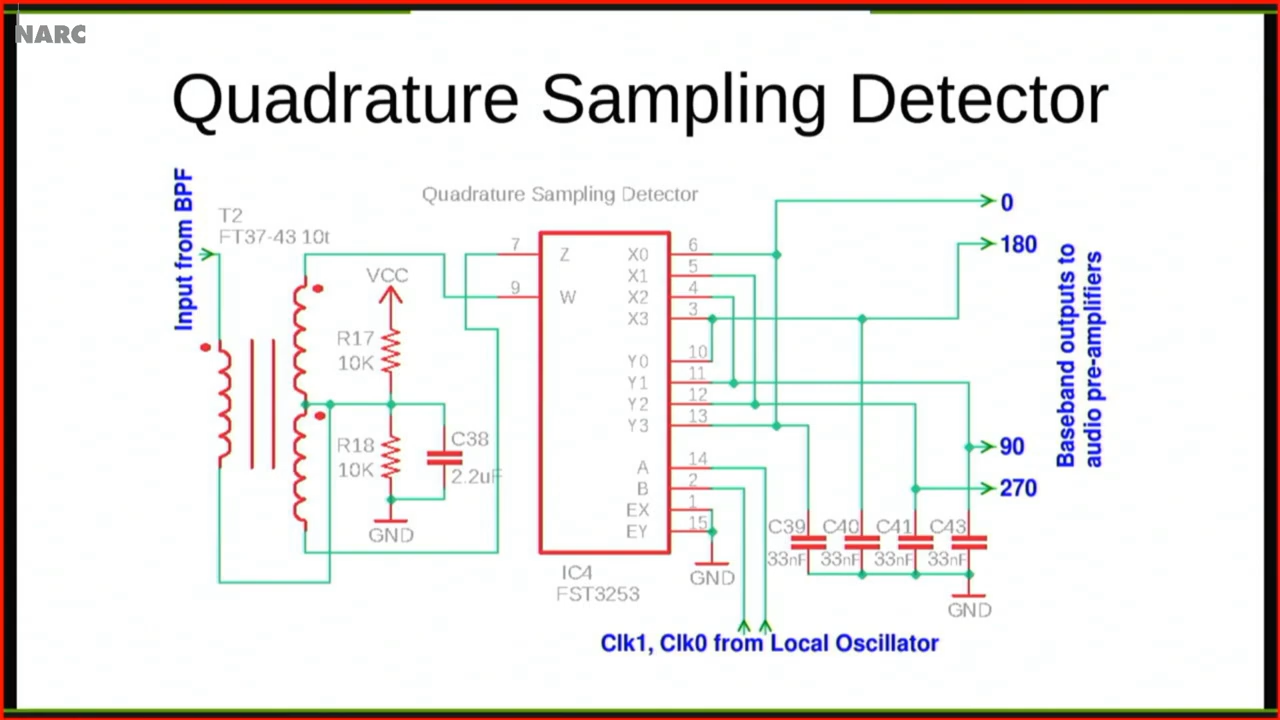 NARC
Quadrature Sampling Detector
Input from BPF
T2
FT37-43 10t
Quadrature Sampling Detector
VCC
R17
10K
R18
10K
C38
2.2uF
GND
7
Z
9
W
X0
6
X1
5
X2
4
X3
3
Y0
10
Y1
11
Y2
12
Y3
13
A
14
B
2
EX
1
EY
15
IC4
FST3253
GND
0
180
90
270
Baseband outputs to
audio pre-amplifiers
C39
33nF
C40
33nF
C41
33nF
C43
33nF
GND
Clk1, Clk0 from Local Oscillator